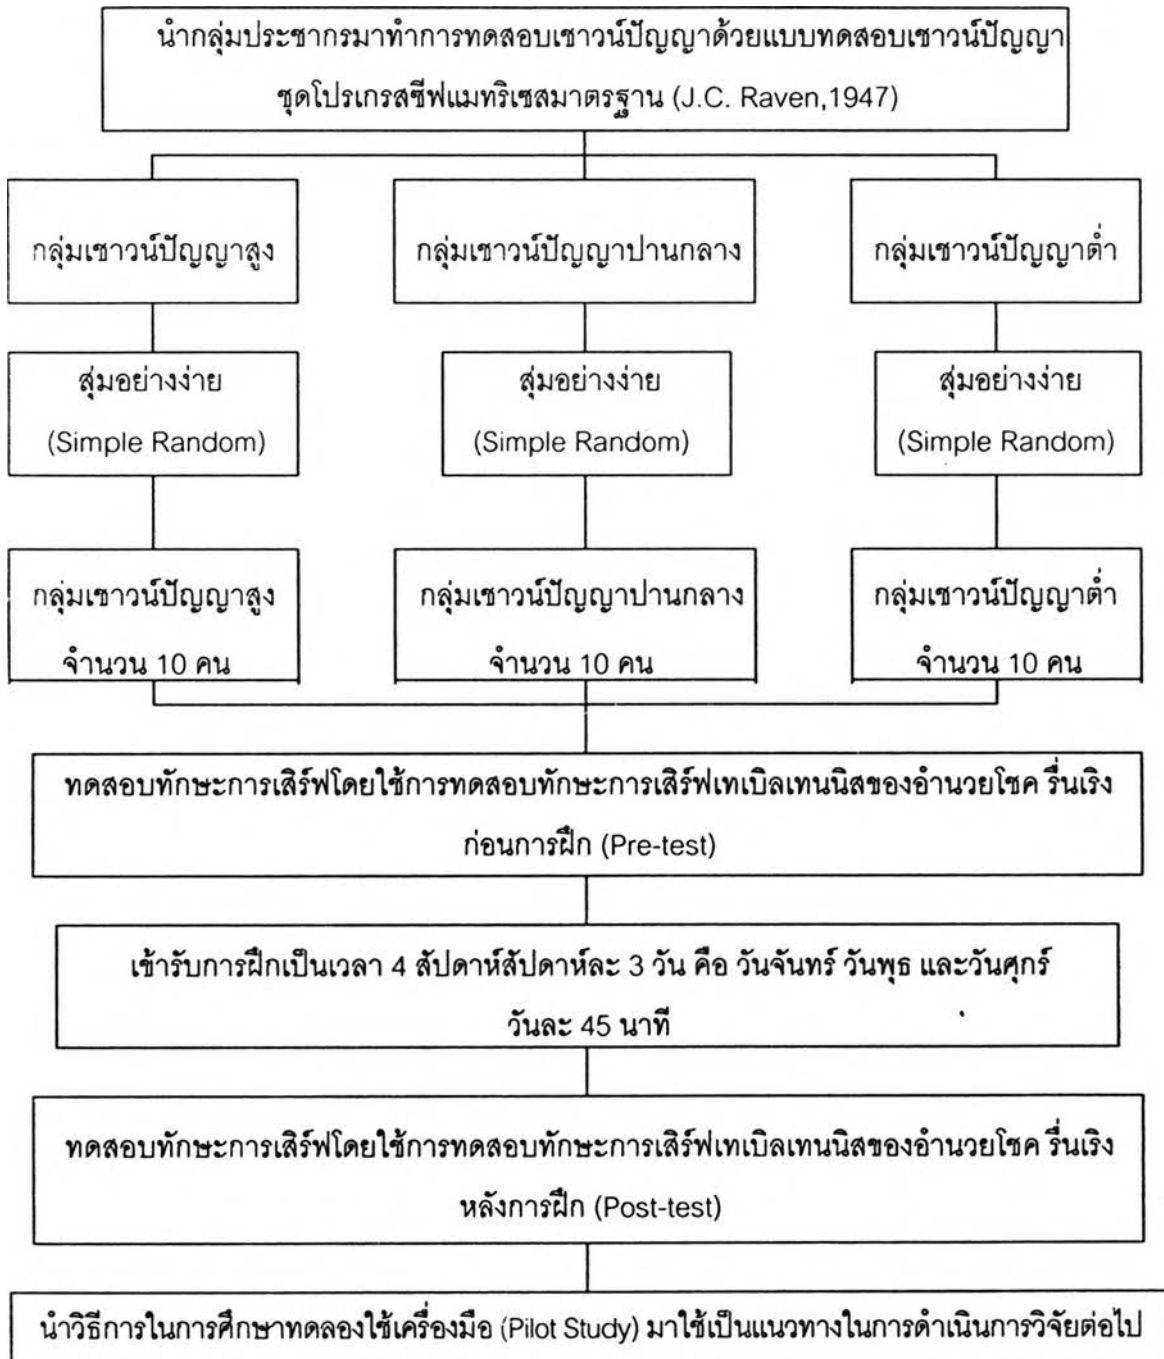 นำกลุ่มประชากรมาทำการทดสอบเชาวน์ปัญญาด้วยแบบทดสอบเชาวน์ปัญญา
ชุดโปรเกรสซีฟแมทริเซสมาตรฐาน (J.C. Raven,1947)
กลุ่มเชาวน์ปัญญาสูง
กลุ่มเชาวน์ปัญญาปานกลาง
กลุ่มเชาวน์ปัญญาต่ำ
สุ่มอย่างง่าย
(Simple Random)
สุ่มอย่างง่าย
(Simple Random)
สุ่มอย่างง่าย
(Simple Random)
กลุ่มเชาวน์ปัญญาสูง
จำนวน 10 คน
กลุ่มเชาวน์ปัญญาปานกลาง
จำนวน 10 คน
กลุ่มเชาวน์ปัญญาต่ำ
จำนวน 10 คน
ทดสอบทักษะการเสิร์ฟโดยใช้การทดสอบทักษะการเสิร์ฟเทเบิลเทนนิสของอำนวยโชค รื่นเริง
ก่อนการฝึก (Pre-test)
เข้ารับการฝึกเป็นเวลา 4 สัปดาห์สัปดาห์ละ 3 วัน คือ วันจันทร์ วันพุธ และวันศุกร์
วันละ 45 นาที
ทดสอบทักษะการเสิร์ฟโดยใช้การทดสอบทักษะการเสิร์ฟเทเบิลเทนนิสของอำนวยโชค รื่นเริง
หลังการฝึก (Post-test)
นำวิธีการในการศึกษาทดลองใช้เครื่องมือ (Pilot Study) มาใช้เป็นแนวทางในการดำเนินการวิจัยต่อไป